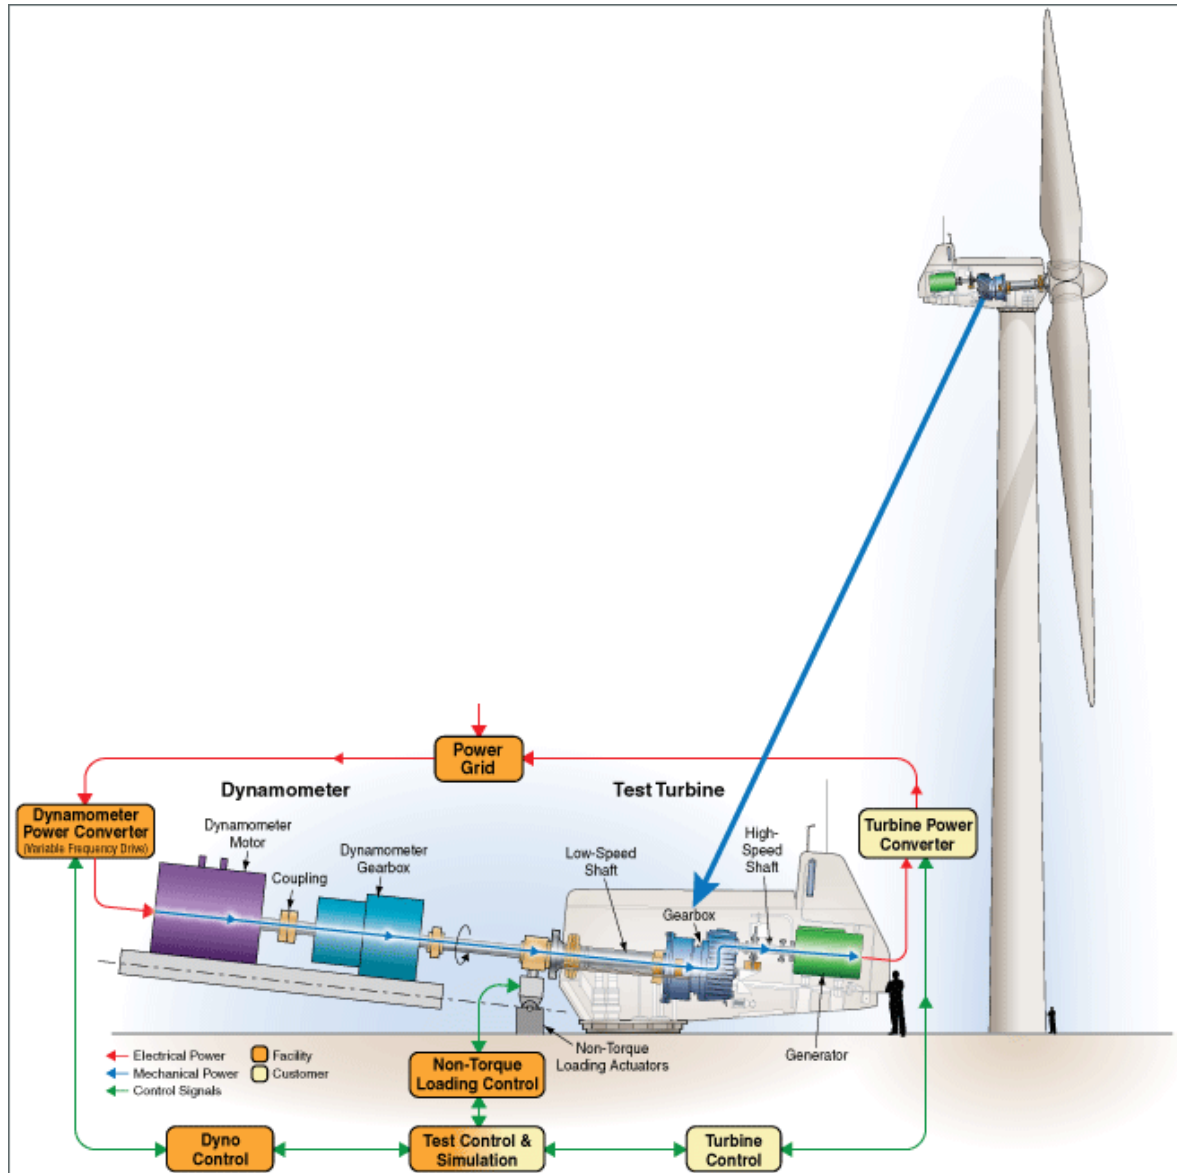 Power
Grid
Dynamometer
Test Turbine
Dynamometer
Power Converter
(Variable Frequency Drive)
Turbine Power
Converter
Dynamometer
Motor
Coupling
Dynamometer
Gearbox
Low-Speed
Shaft
High-
Speed
Shaft
Gearbox
Generator
Non-Torque
Loading Actuators
Electrical Power
Mechanical Power
Control Signals
Facility
Customer
Non-Torque
Loading Control
Dyno
Control
Test Control &
Simulation
Turbine
Control